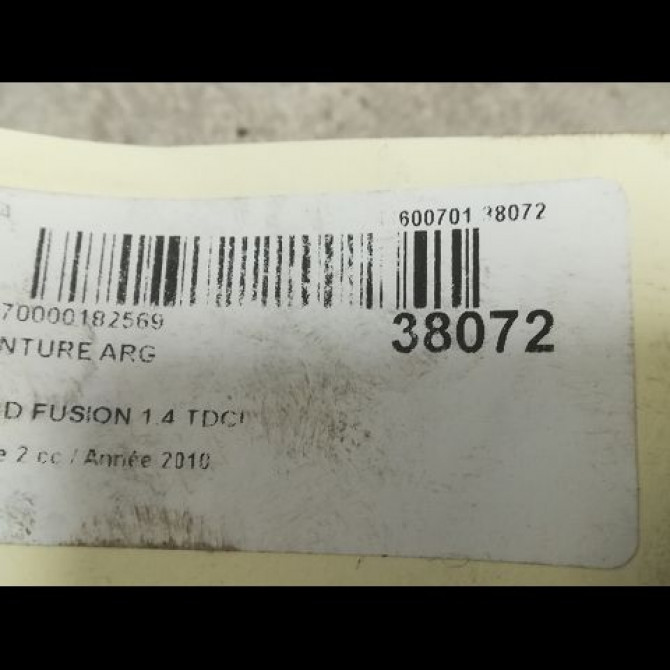 600701 38072
70000182569
38072
NTURE ARG
D FUSION 1.4 TDCI
e 2 cc / Année 2010